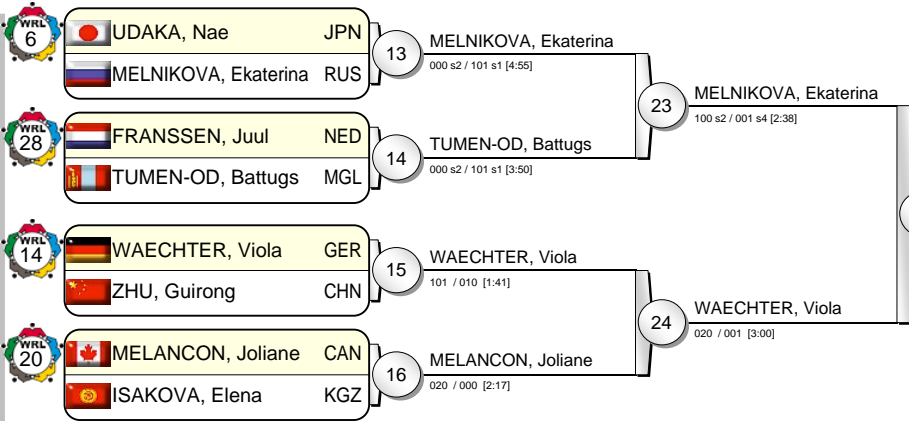 WRL
6
UDAKA, Nae JPN
MELNIKOVA, Ekaterina RUS
13
MELNIKOVA, Ekaterina
000 s2 / 101 s1 [4:55]
23
MELNIKOVA, Ekaterina
100 s2 / 001 s4 [2:38]
WRL
28
FRANSSEN, Juul NED
TUMEN-OD, Battugs MGL
14
TUMEN-OD, Battugs
000 s2 / 101 s1 [3:50]
WRL
14
WAECHTER, Viola GER
ZHU, Guirong CHN
15
WAECHTER, Viola
101 / 010 [1:41]
24
WAECHTER, Viola
020 / 001 [3:00]
WRL
20
MELANCON, Joliane CAN
ISAKOVA, Elena KGZ
16
MELANCON, Joliane
020 / 000 [2:17]